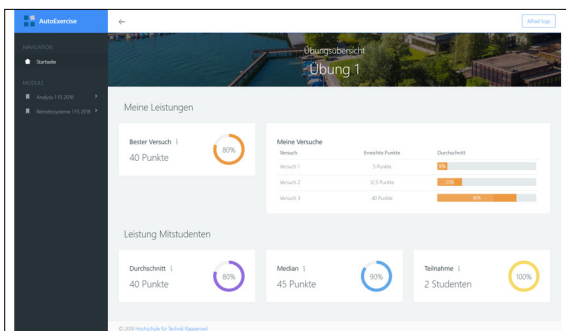 AutoExercise
Alfred Sigo
NAVIGATION
Startseite
MODULE
Analysis 1 FS 2018
Betriebssysteme 1 FS 2018
Übungsübersicht
Übung 1
Meine Leistungen
Bester Versuch
40 Punkte
80%
Meine Versuche
Versuch Erreichte Punkte Durchschnitt
Versuch 1 5 Punkte
Versuch 2 12.5 Punkte
Versuch 3 40 Punkte
Leistung Mitstudenten
Durchschnitt
40 Punkte
80%
Median
45 Punkte
90%
Teilnahme
2 Studenten
100%
© 2018 Hochschule für Technik Rapperswil